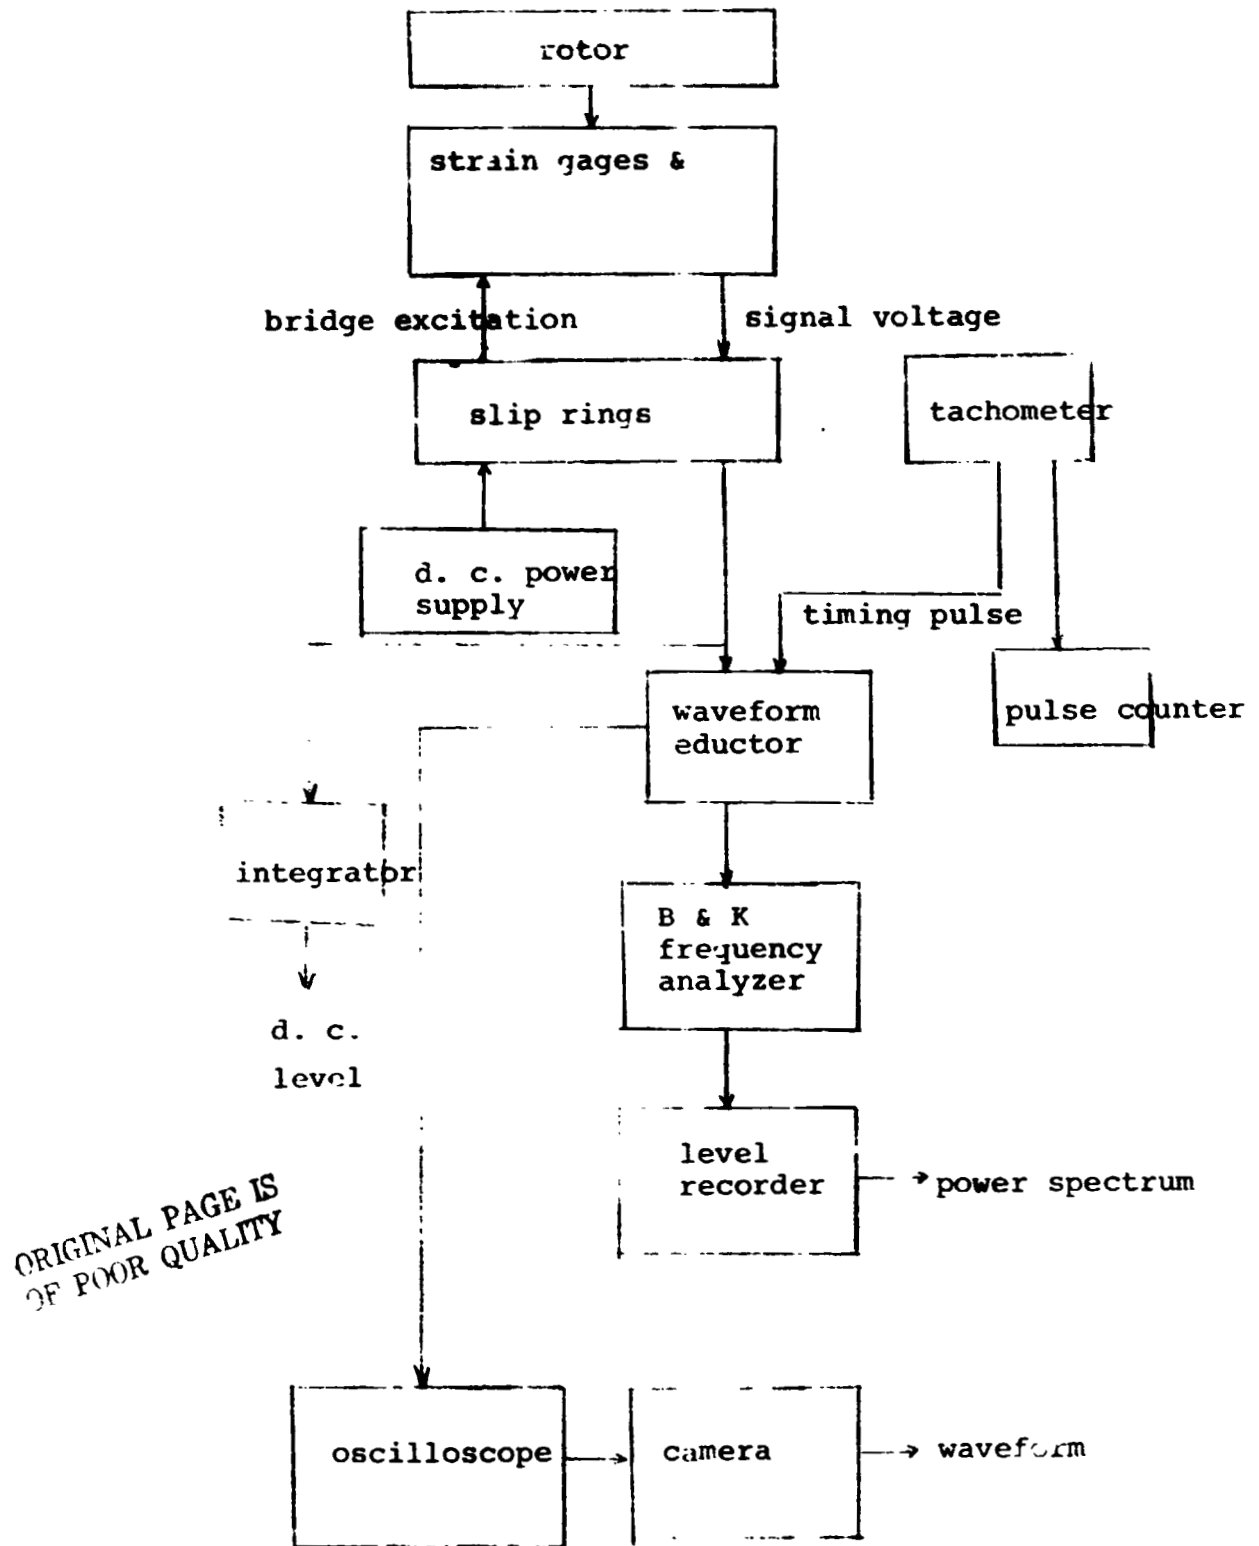 rotor
strain gages &
bridge excitation
signal voltage
slip rings
tachometer
d. c. power
supply
timing pulse
waveform
eductor
pulse counter
integrator
B & K
frequency
analyzer
d. c.
level
level
recorder
power spectrum
ORIGINAL PAGE IS
OF POOR QUALITY
oscilloscope
camera
waveform